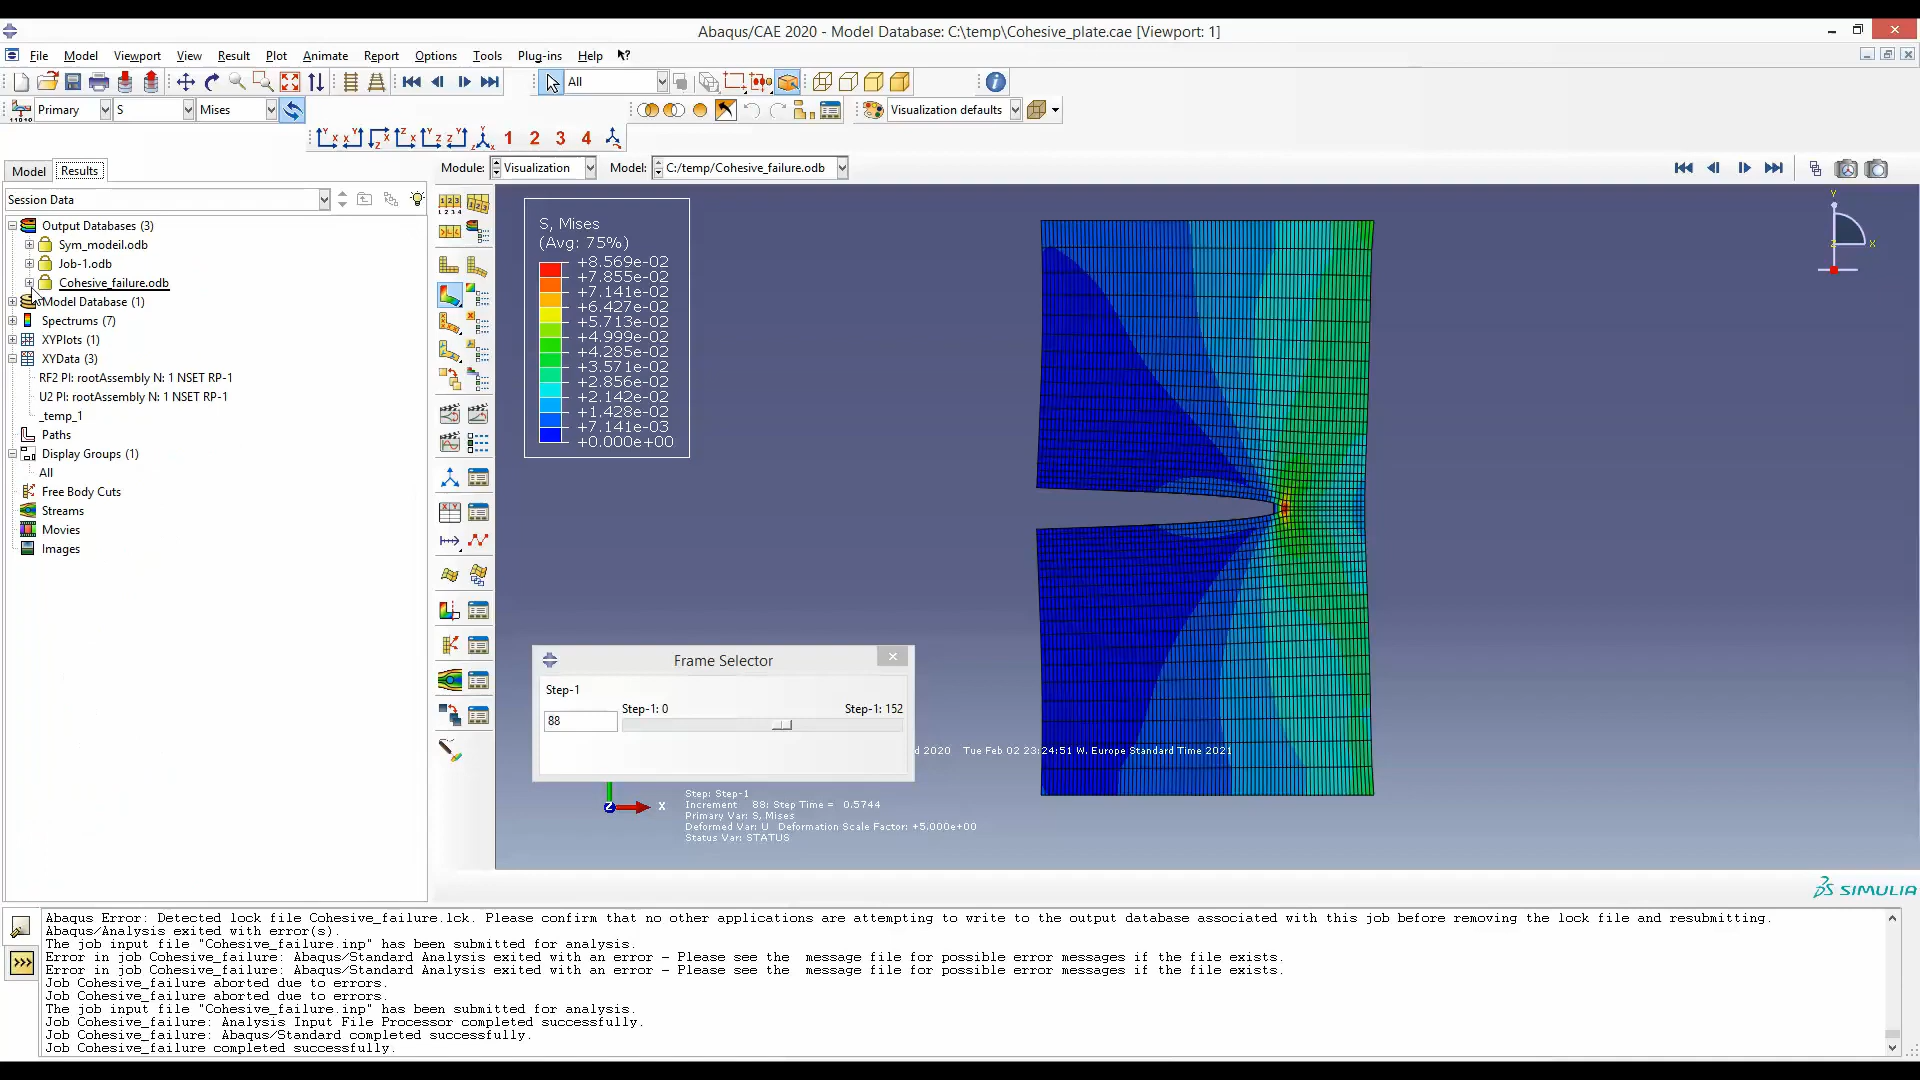 Abaqus/CAE 2020 - Model Database: C:\temp\Cohesive_plate.cae [Viewport: 1]
File Model Viewport View Result Plot Animate Report Options Tools Plug-ins Help
All
Primary S Mises Visualization defaults
1 2 3 4
Model Results Module: Visualization Model: C:/temp/Cohesive_failure.odb
Session Data
Output Databases (3)
Sym_modeil.odb
Job-1.odb
Cohesive_failure.odb
Model Database (1)
Spectrums (7)
XYPlots (1)
XYData (3)
RF2 PI: rootAssembly N: 1 NSET RP-1
U2 PI: rootAssembly N: 1 NSET RP-1
_temp_1
Paths
Display Groups (1)
All
Free Body Cuts
Streams
Movies
Images
S, Mises
(Avg: 75%)
+8.569e-02
+7.855e-02
+7.141e-02
+6.427e-02
+5.713e-02
+4.999e-02
+4.285e-02
+3.571e-02
+2.856e-02
+2.142e-02
+1.428e-02
+7.141e-03
+0.000e+00
Y
X
Z
Frame Selector
Step-1
Step-1: 0 Step-1: 152
88
d 2020 Tue Feb 02 23:24:51 W. Europe Standard Time 2021
Z X
Step: Step-1
Increment 88: Step Time = 0.5744
Primary Var: S, Mises
Deformed Var: U Deformation Scale Factor: +5.000e+00
Status Var: STATUS
SIMULIA
Abaqus Error: Detected lock file Cohesive_failure.lck. Please confirm that no other applications are attempting to write to the output database associated with this job before removing the lock file and resubmitting.
Abaqus/Analysis exited with error(s).
The job input file "Cohesive_failure.inp" has been submitted for analysis.
Error in job Cohesive_failure: Abaqus/Standard Analysis exited with an error - Please see the message file for possible error messages if the file exists.
Error in job Cohesive_failure: Abaqus/Standard Analysis exited with an error - Please see the message file for possible error messages if the file exists.
Job Cohesive_failure aborted due to errors.
Job Cohesive_failure aborted due to errors.
The job input file "Cohesive_failure.inp" has been submitted for analysis.
Job Cohesive_failure: Analysis Input File Processor completed successfully.
Job Cohesive_failure: Abaqus/Standard completed successfully.
Job Cohesive_failure completed successfully.